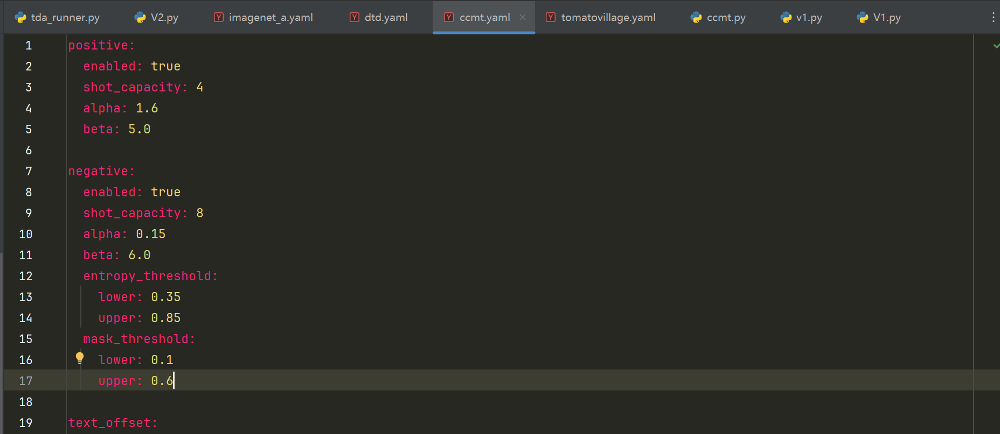 tda_runner.py V2.py imagenet_a.yaml dtd.yaml ccmt.yaml tomatovillage.yaml ccmt.py v1.py V1.py
1 positive:
2 enabled: true
3 shot_capacity: 4
4 alpha: 1.6
5 beta: 5.0
6
7 negative:
8 enabled: true
9 shot_capacity: 8
10 alpha: 0.15
11 beta: 6.0
12 entropy_threshold:
13 lower: 0.35
14 upper: 0.85
15 mask_threshold:
16 lower: 0.1
17 upper: 0.6
18
19 text_offset: